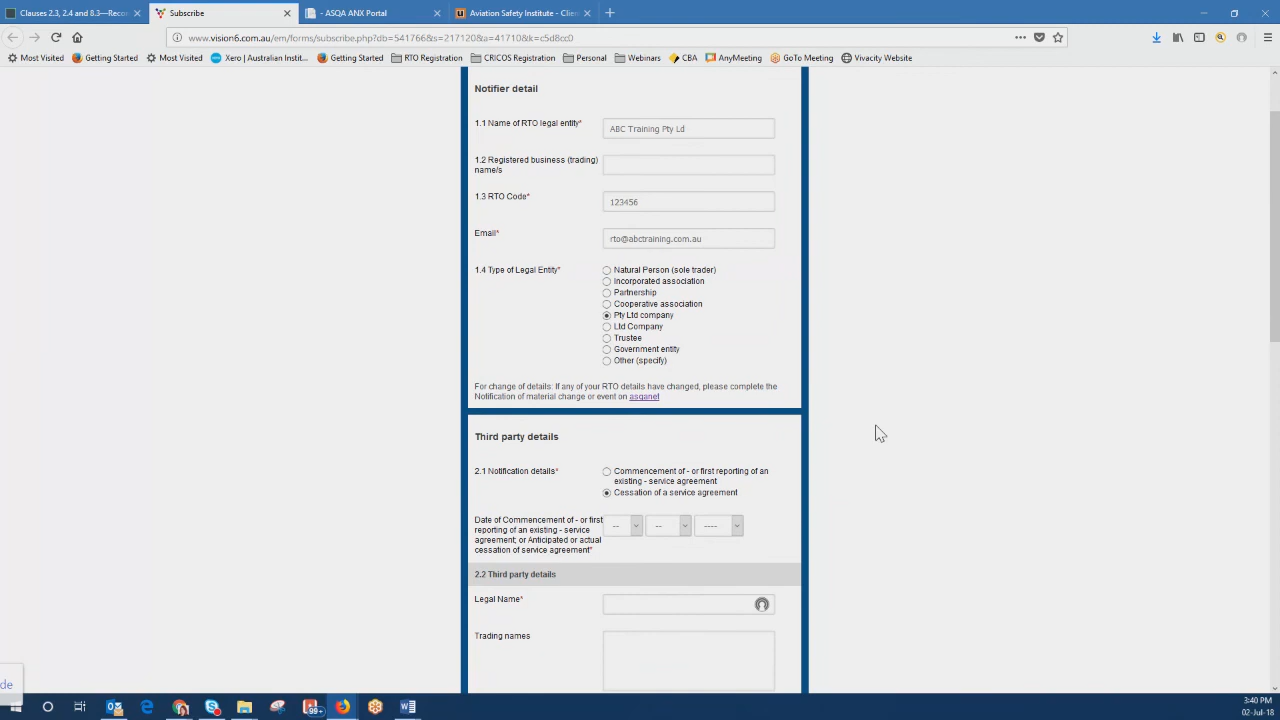 Clauses 2.3, 2.4 and 8.3—Recor
Subscribe
- ASQA ANX Portal
Aviation Safety Institute - Clien
www.vision6.com.au/em/forms/subscribe.php?db=541766&s=217120&a=41710&k=c5d8cc0
Most Visited
Getting Started
Most Visited
Xero | Australian Instit...
Getting Started
RTO Registration
CRICOS Registration
Personal
Webinars
CBA
AnyMeeting
GoTo Meeting
Vivacity Website
Notifier detail
1.1 Name of RTO legal entity*
ABC Training Pty Ld
1.2 Registered business (trading)
name/s
1.3 RTO Code*
123456
Email*
rto@abctraining.com.au
1.4 Type of Legal Entity*
Natural Person (sole trader)
Incorporated association
Partnership
Cooperative association
Pty Ltd company
Ltd Company
Trustee
Government entity
Other (specify)
For change of details: If any of your RTO details have changed, please complete the
Notification of material change or event on asqanet
Third party details
2.1 Notification details*
Commencement of - or first reporting of an
existing - service agreement
Cessation of a service agreement
Date of Commencement of - or first
reporting of an existing - service
agreement; or Anticipated or actual
cessation of service agreement*
-- -- ----
2.2 Third party details
Legal Name*
Trading names
de
99+
3:40 PM
02-Jul-18